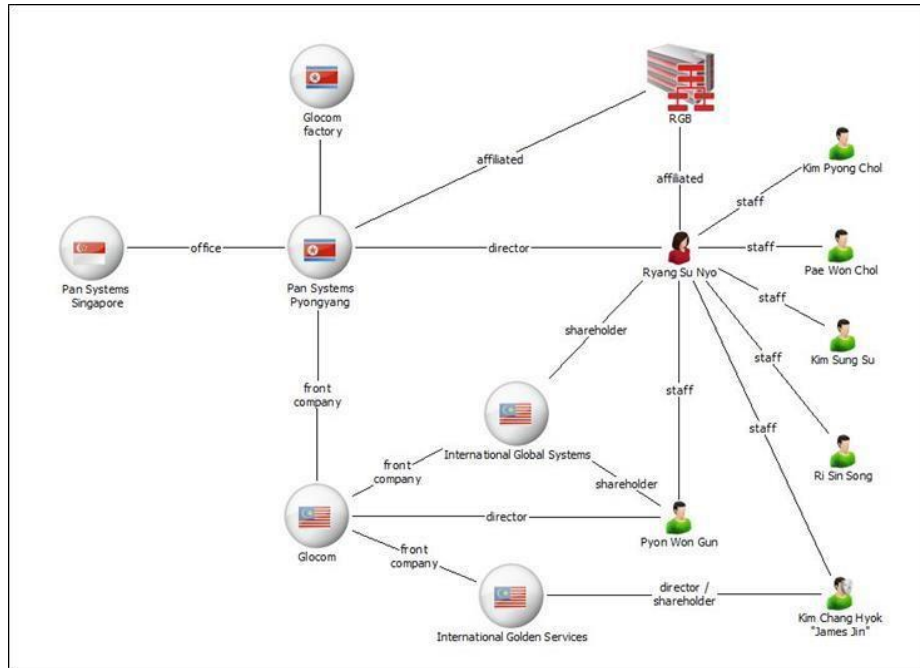 Glocom
factory
RGB
affiliated
affiliated
Kim Pyong Chol
staff
Pan Systems
Singapore
office
Pan Systems
Pyongyang
director
Ryang Su Nyo
staff
Pae Won Chol
staff
Kim Sung Su
shareholder
staff
front
company
staff
staff
Ri Sin Song
International Global Systems
front
company
shareholder
Glocom
director
Pyon Won Gun
front
company
International Golden Services
director /
shareholder
Kim Chang Hyok
"James Jin"